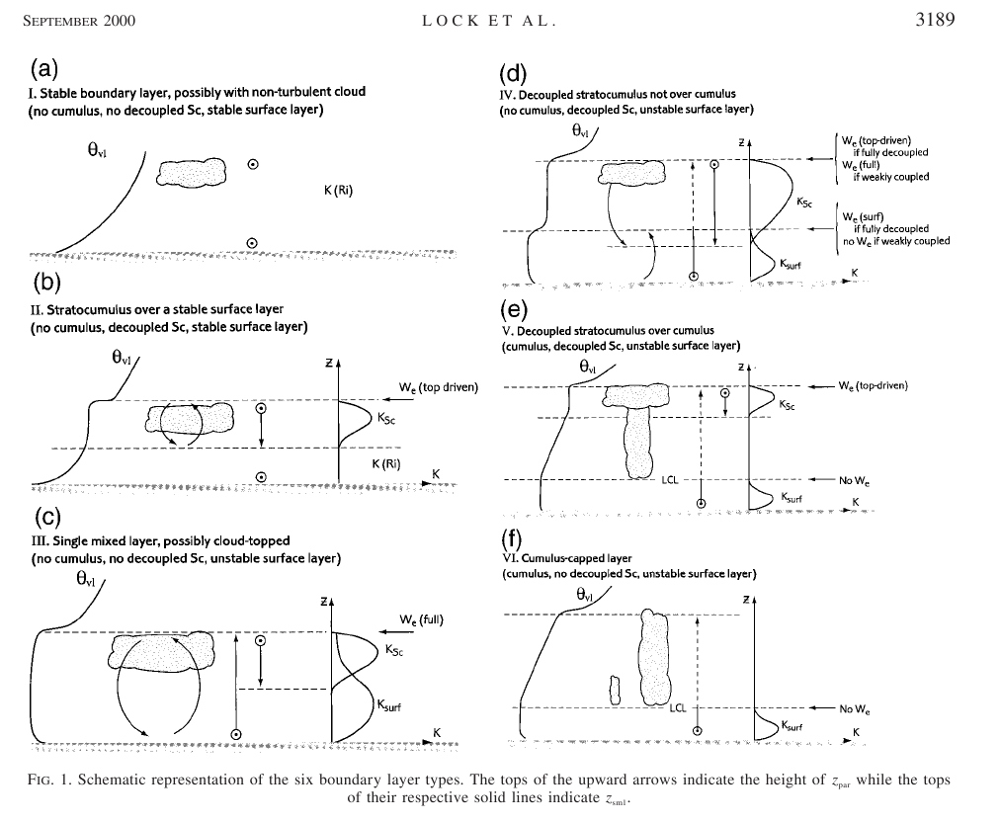 SEPTEMBER 2000
LOCK ET AL.
3189
(a)
I. Stable boundary layer, possibly with non-turbulent cloud
(no cumulus, no decoupled Sc, stable surface layer)
θvl
K (Ri)
(b)
II. Stratocumulus over a stable surface layer
(no cumulus, decoupled Sc, stable surface layer)
θvl
Z
We (top driven)
KSc
K (Ri)
K
(c)
III. Single mixed layer, possibly cloud-topped
(no cumulus, no decoupled Sc, unstable surface layer)
θvl
Z
We (full)
KSc
Ksurf
K
(d)
IV. Decoupled stratocumulus not over cumulus
(no cumulus, decoupled Sc, unstable surface layer)
θvl
Z
We (top-driven)
if fully decoupled
We (full)
if weakly coupled
KSc
We (surf)
if fully decoupled
no We if weakly coupled
Ksurf
K
(e)
V. Decoupled stratocumulus over cumulus
(cumulus, decoupled Sc, unstable surface layer)
θvl
Z
We (top-driven)
KSc
LCL
No We
Ksurf
K
(f)
VI. Cumulus-capped layer
(cumulus, no decoupled Sc, unstable surface layer)
θvl
Z
LCL
No We
Ksurf
K
FIG. 1. Schematic representation of the six boundary layer types. The tops of the upward arrows indicate the height of zpar while the tops
of their respective solid lines indicate zsml.